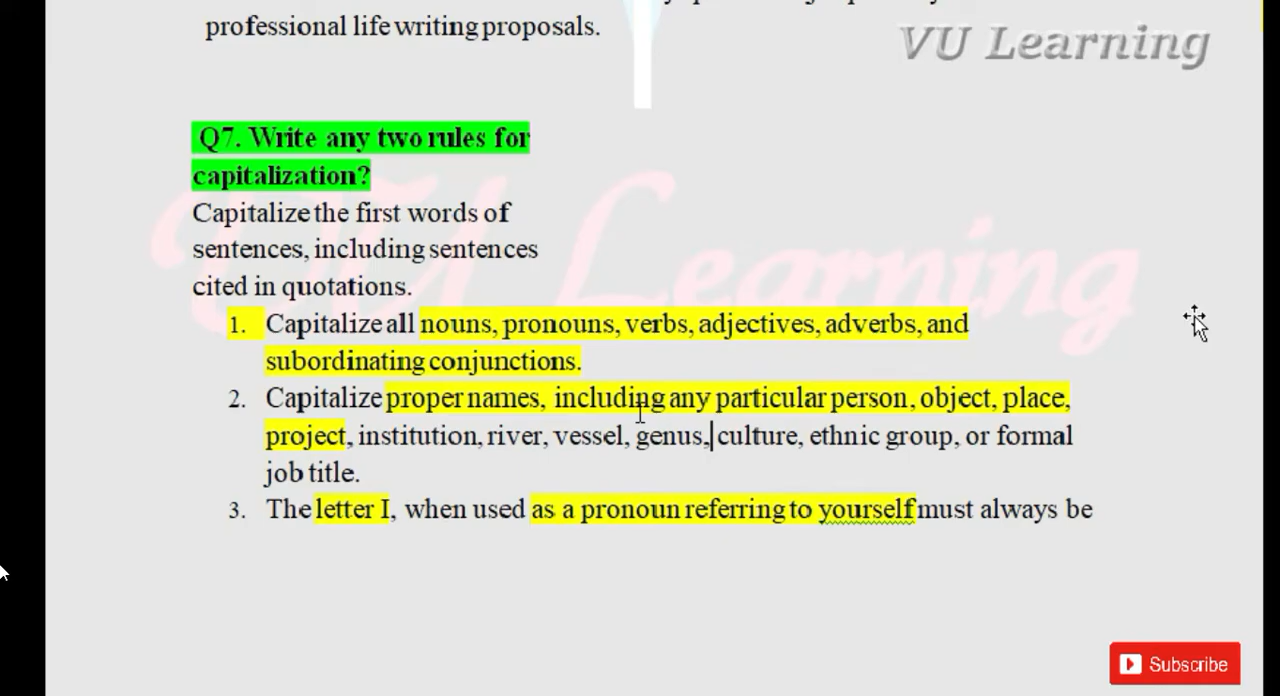 professional life writing proposals.
VU Learning
Q7. Write any two rules for
capitalization?
Capitalize the first words of
sentences, including sentences
cited in quotations.
VU Learning
1. Capitalize all nouns, pronouns, verbs, adjectives, adverbs, and
subordinating conjunctions.
2. Capitalize proper names, including any particular person, object, place,
project, institution, river, vessel, genus, culture, ethnic group, or formal
job title.
3. The letter I, when used as a pronoun referring to yourself must always be
Subscribe